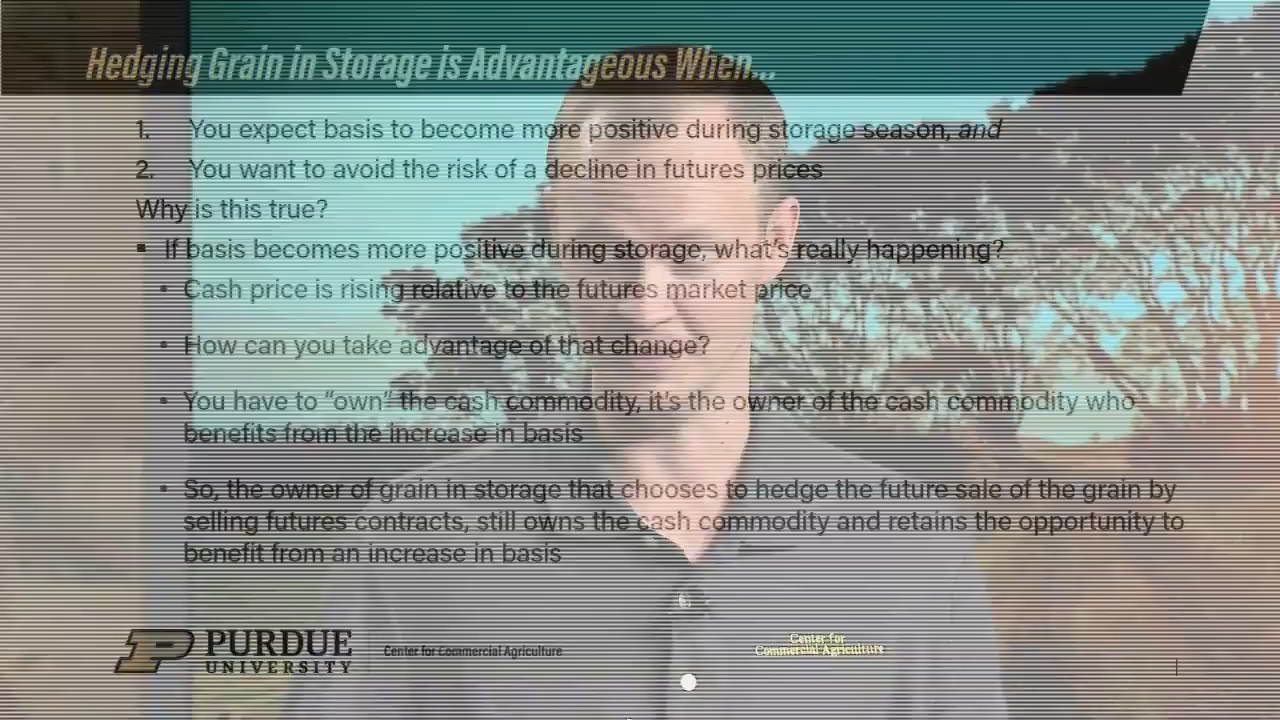 Hedging Grain in Storage is Advantageous When...
1. You expect basis to become more positive during storage season, and
2. You want to avoid the risk of a decline in futures prices
Why is this true?
▪ If basis becomes more positive during storage, what's really happening?
• Cash price is rising relative to the futures market price
• How can you take advantage of that change?
• You have to “own” the cash commodity, it's the owner of the cash commodity who
benefits from the increase in basis
• So, the owner of grain in storage that chooses to hedge the future sale of the grain by
selling futures contracts, still owns the cash commodity and retains the opportunity to
benefit from an increase in basis
PURDUE
UNIVERSITY
Center for Commercial Agriculture
Center for
Commercial Agriculture